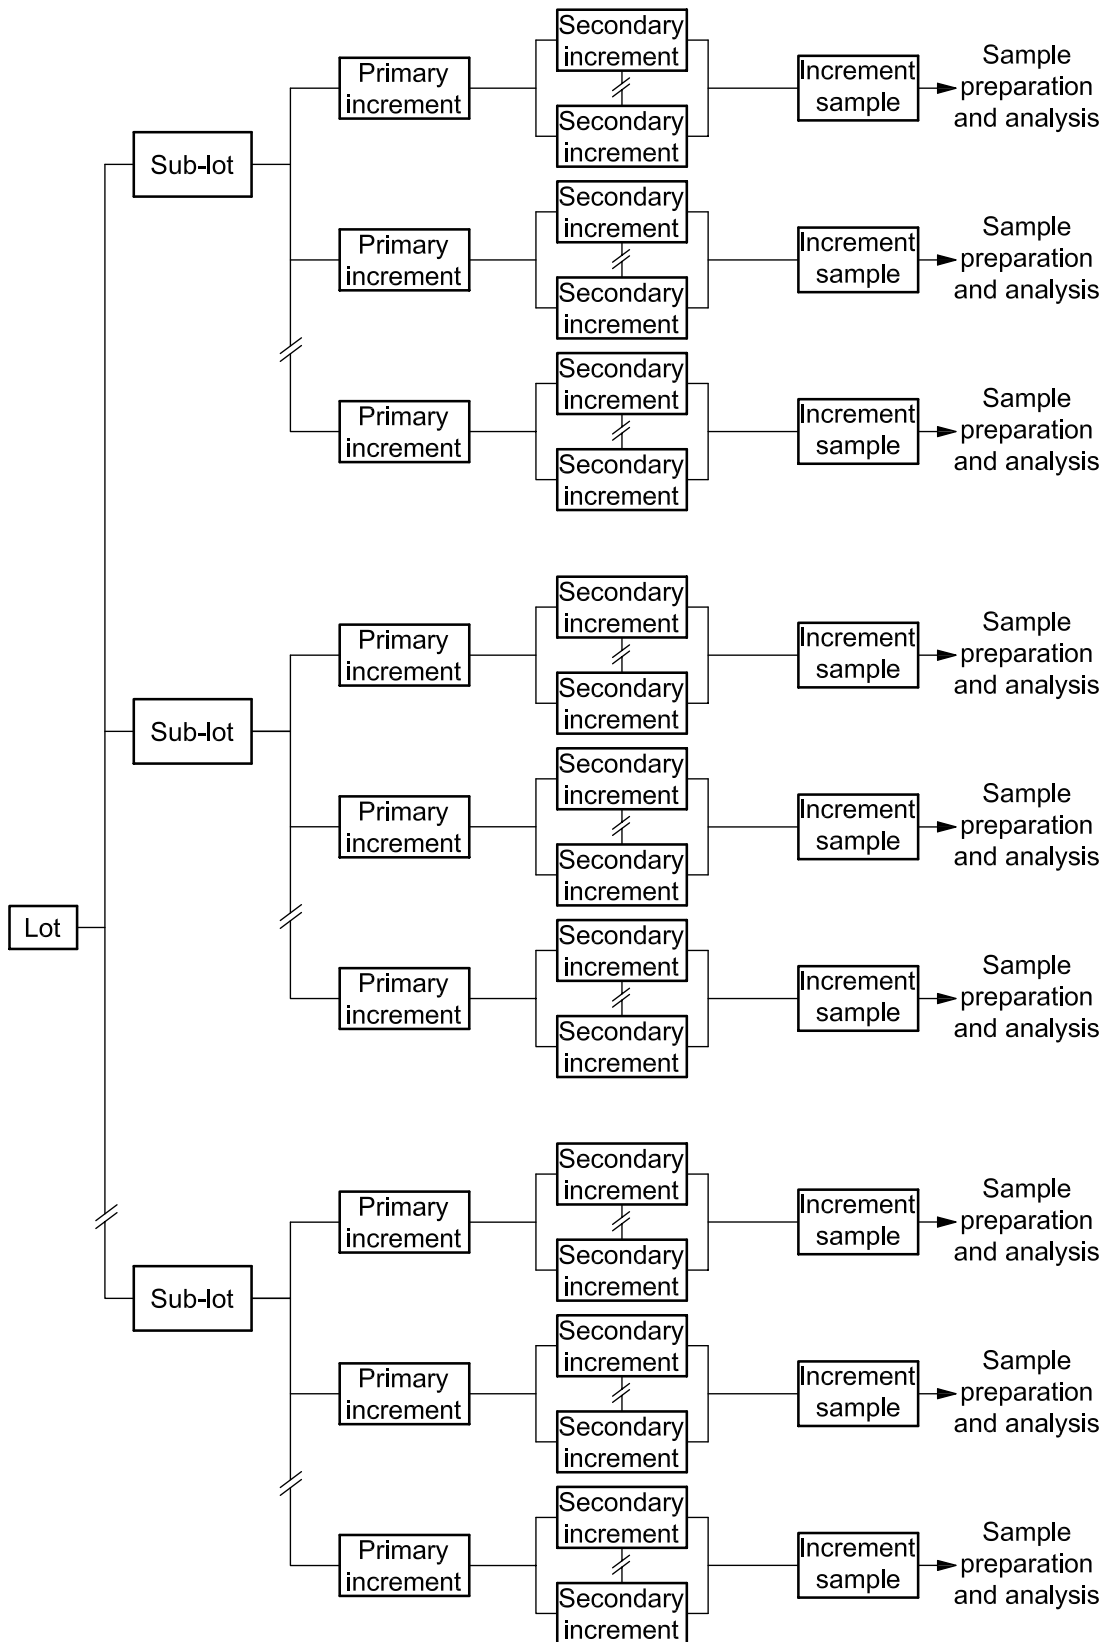 Secondary
increment
Primary
increment
Secondary
increment
Increment
sample
Sample
preparation
and analysis
Sub-lot
Secondary
increment
Primary
increment
Secondary
increment
Increment
sample
Sample
preparation
and analysis
Secondary
increment
Primary
increment
Secondary
increment
Increment
sample
Sample
preparation
and analysis
Secondary
increment
Primary
increment
Secondary
increment
Increment
sample
Sample
preparation
and analysis
Sub-lot
Secondary
increment
Primary
increment
Secondary
increment
Increment
sample
Sample
preparation
and analysis
Lot
Secondary
increment
Primary
increment
Secondary
increment
Increment
sample
Sample
preparation
and analysis
Secondary
increment
Primary
increment
Secondary
increment
Increment
sample
Sample
preparation
and analysis
Sub-lot
Secondary
increment
Primary
increment
Secondary
increment
Increment
sample
Sample
preparation
and analysis
Secondary
increment
Primary
increment
Secondary
increment
Increment
sample
Sample
preparation
and analysis